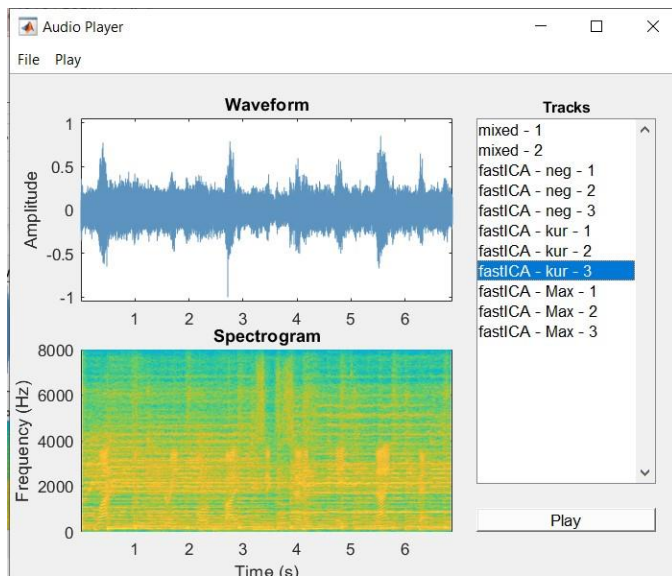 Audio Player
File Play
Waveform
Amplitude
1
0.5
0
-0.5
-1
1 2 3 4 5 6
Spectrogram
Frequency (Hz)
8000
6000
4000
2000
0
1 2 3 4 5 6
Time (s)
Tracks
mixed - 1
mixed - 2
fastICA - neg - 1
fastICA - neg - 2
fastICA - neg - 3
fastICA - kur - 1
fastICA - kur - 2
fastICA - kur - 3
fastICA - Max - 1
fastICA - Max - 2
fastICA - Max - 3
Play